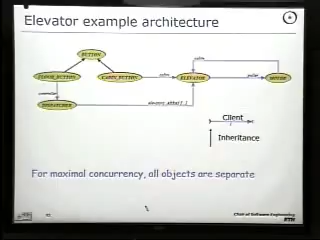 Elevator example architecture
BUTTON
FLOOR_BUTTON
CABIN_BUTTON
ELEVATOR
DISPATCHER
Client
Inheritance
For maximal concurrency, all objects are separate
Chair of Software Engineering
ETH